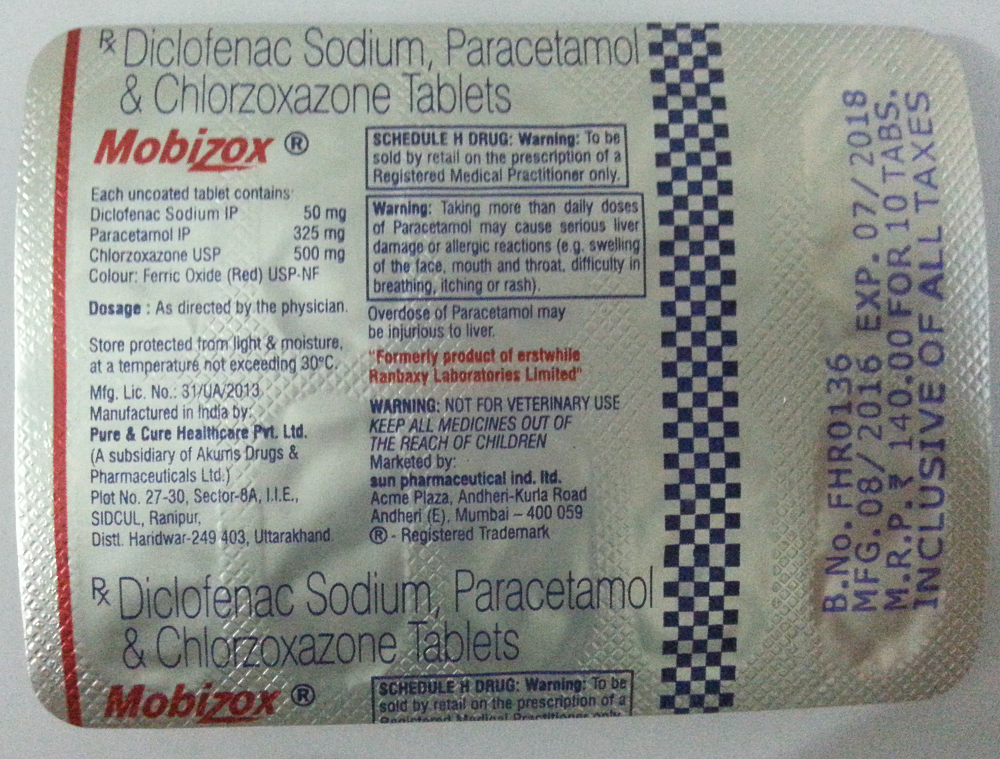 Rx Diclofenac Sodium, Paracetamol
& Chlorzoxazone Tablets
Mobizox ®
Each uncoated tablet contains:
Diclofenac Sodium IP 50 mg
Paracetamol IP 325 mg
Chlorzoxazone USP 500 mg
Colour: Ferric Oxide (Red) USP-NF
Dosage : As directed by the physician.
Store protected from light & moisture,
at a temperature not exceeding 30°C.
Mfg. Lic. No.: 31/UA/2013
Manufactured in India by:
Pure & Cure Healthcare Pvt. Ltd.
(A subsidiary of Akums Drugs &
Pharmaceuticals Ltd.)
Plot No. 27-30, Sector-8A, I.I.E.,
SIDCUL, Ranipur,
Distt. Haridwar-249 403, Uttarakhand.
SCHEDULE H DRUG: Warning: To be
sold by retail on the prescription of a
Registered Medical Practitioner only.
Warning: Taking more than daily doses
of Paracetamol may cause serious liver
damage or allergic reactions (e.g. swelling
of the face, mouth and throat, difficulty in
breathing, itching or rash).
Overdose of Paracetamol may
be injurious to liver.
"Formerly product of erstwhile
Ranbaxy Laboratories Limited"
WARNING: NOT FOR VETERINARY USE
KEEP ALL MEDICINES OUT OF
THE REACH OF CHILDREN
Marketed by:
sun pharmaceutical ind. ltd.
Acme Plaza, Andheri-Kurla Road
Andheri (E), Mumbai – 400 059
® - Registered Trademark
Rx Diclofenac Sodium, Paracetamol
& Chlorzoxazone Tablets
Mobizox ®
SCHEDULE H DRUG: Warning: To be
sold by retail on the prescription of a
Registered Medical Practitioner only.
B.No. FHR0136
MFG. 08/2016 EXP. 07/2018
M.R.P. ₹ 140.00 FOR 10 TABS.
INCLUSIVE OF ALL TAXES